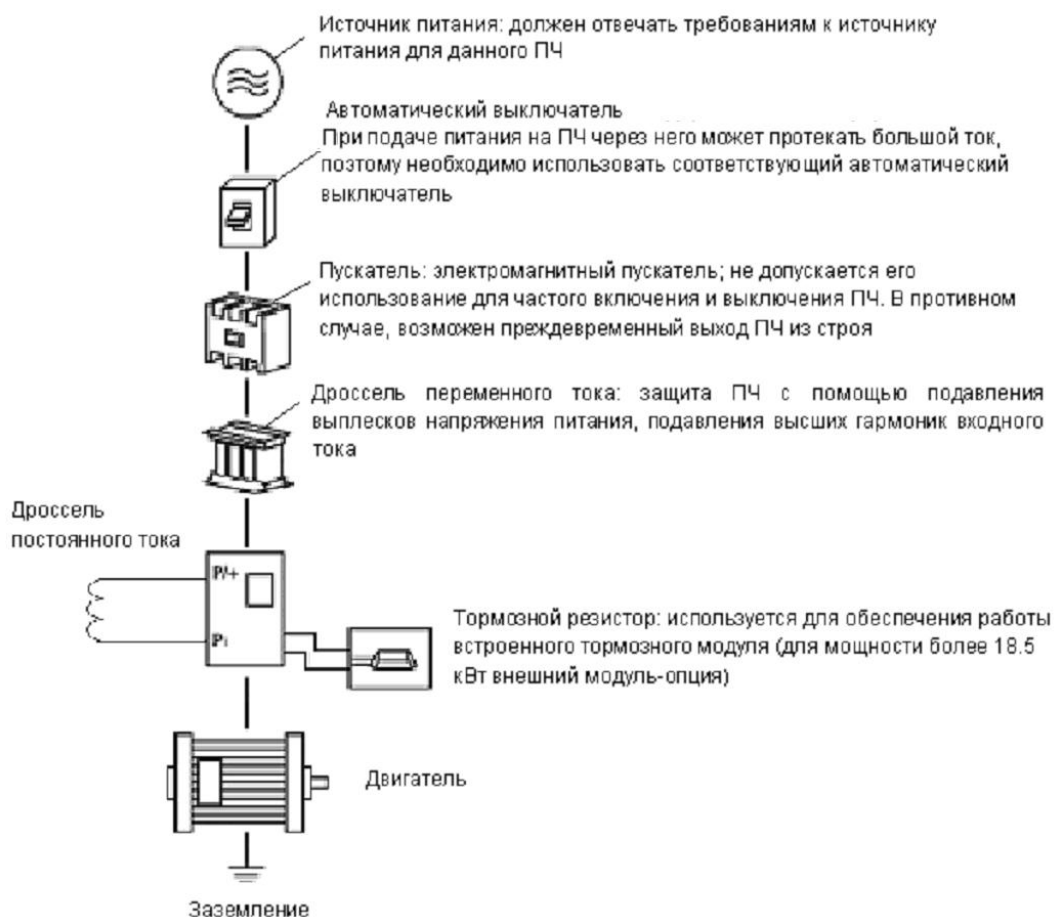 Источник питания: должен отвечать требованиям к источнику
питания для данного ПЧ
Автоматический выключатель
При подаче питания на ПЧ через него может протекать большой ток,
поэтому необходимо использовать соответствующий автоматический
выключатель
Пускатель: электромагнитный пускатель; не допускается его
использование для частого включения и выключения ПЧ. В противном
случае, возможен преждевременный выход ПЧ из строя
Дроссель переменного тока: защита ПЧ с помощью подавления
выплесков напряжения питания, подавления высших гармоник входного
тока
Дроссель
постоянного тока
P/+
P1
Тормозной резистор: используется для обеспечения работы
встроенного тормозного модуля (для мощности более 18.5
кВт внешний модуль-опция)
Двигатель
Заземление